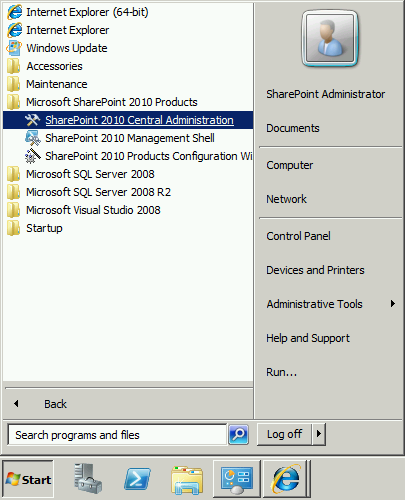 Internet Explorer (64-bit)
Internet Explorer
Windows Update
Accessories
Maintenance
Microsoft SharePoint 2010 Products
SharePoint 2010 Central Administration
SharePoint 2010 Management Shell
SharePoint 2010 Products Configuration Wi
Microsoft SQL Server 2008
Microsoft SQL Server 2008 R2
Microsoft Visual Studio 2008
Startup
Back
Search programs and files
SharePoint Administrator
Documents
Computer
Network
Control Panel
Devices and Printers
Administrative Tools
Help and Support
Run...
Log off
Start